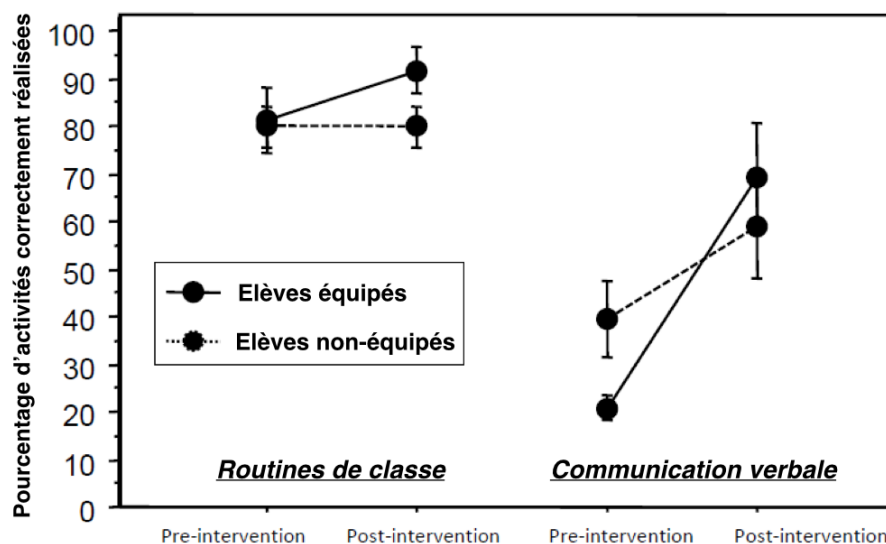 Pourcentage d'activités correctement réalisées
100
90
80
70
60
50
40
30
20
10
0
Elèves équipés
Elèves non-équipés
Routines de classe
Communication verbale
Pre-intervention
Post-intervention
Pre-intervention
Post-intervention